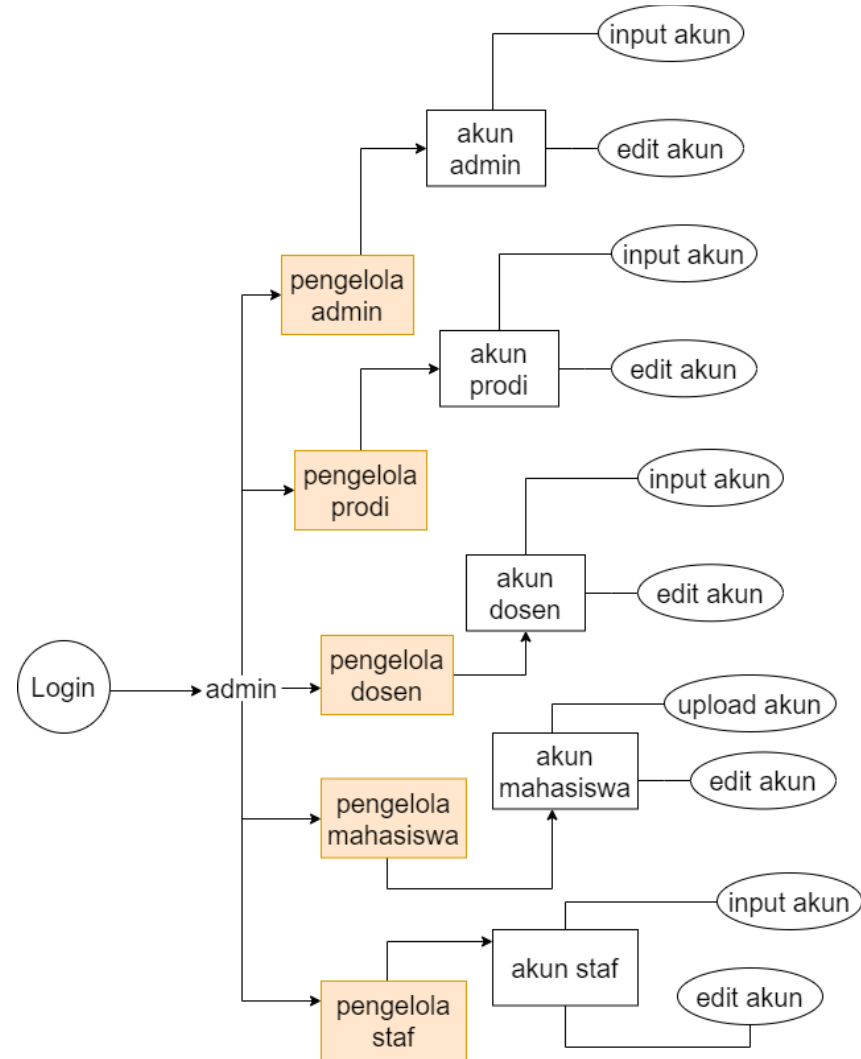 input akun
akun
admin
edit akun
pengelola
admin
input akun
akun
prodi
edit akun
pengelola
prodi
input akun
akun
dosen
edit akun
Login
admin
pengelola
dosen
upload akun
akun
mahasiswa
edit akun
pengelola
mahasiswa
input akun
akun staf
edit akun
pengelola
staf